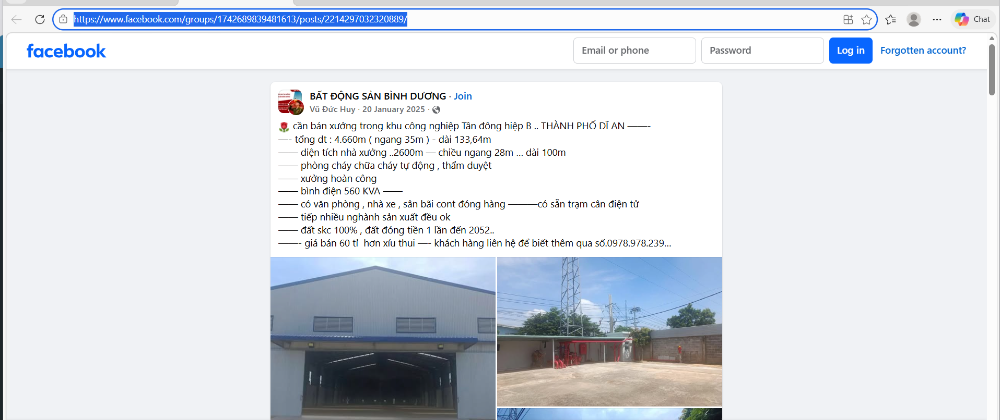 https://www.facebook.com/groups/1742689839481613/posts/2214297032320889/
Chat
facebook
Email or phone
Password
Log in
Forgotten account?
BẤT ĐỘNG SẢN BÌNH DƯƠNG · Join
Vũ Đức Huy · 20 January 2025 ·
cần bán xưởng trong khu công nghiệp Tân đông hiệp B .. THÀNH PHỐ DĨ AN ——-
—- tổng dt : 4.660m ( ngang 35m ) - dài 133,64m
—— diện tích nhà xưởng ..2600m — chiều ngang 28m ... dài 100m
—— phòng cháy chữa cháy tự động , thẩm duyệt
—— xưởng hoàn công
—— bình điện 560 KVA ——
—— có văn phòng , nhà xe , sân bãi cont đóng hàng ———có sẵn trạm cân điện tử
—— tiếp nhiều nghành sản xuất đều ok
—— đất skc 100% , đất đóng tiền 1 lần đến 2052..
——- giá bán 60 tỉ  hơn xíu thui —- khách hàng liên hệ để biết thêm qua số.0978.978.239...